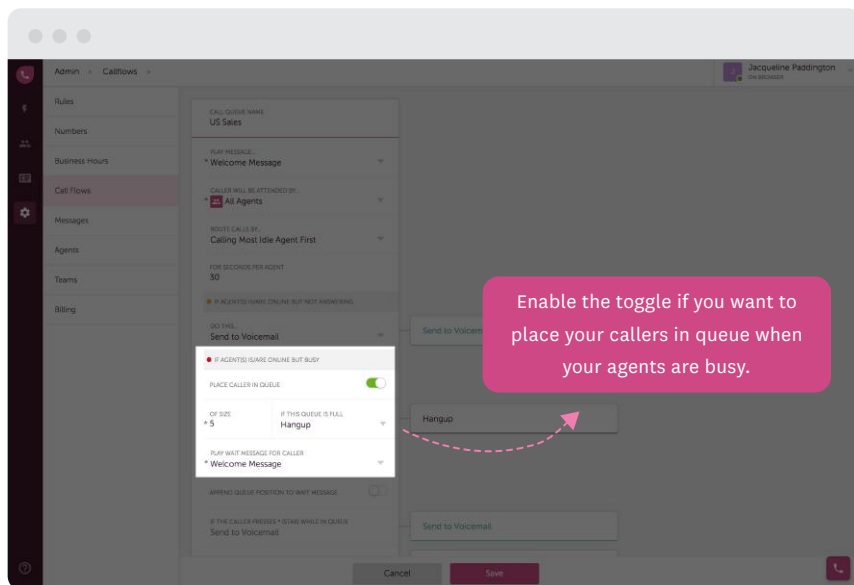 Admin
Callflows
Jacqueline Paddington
ON BROWSER
J
Rules
Numbers
Business Hours
Call Flows
Messages
Agents
Teams
Billing
CALL QUEUE NAME
US Sales
PLAY MESSAGE...
* Welcome Message
CALLER WILL BE ATTENDED BY...
* All Agents
ROUTE CALLS BY...
Calling Most Idle Agent First
FOR SECONDS PER AGENT
30
IF AGENT(S) IS/ARE ONLINE BUT NOT ANSWERING
DO THIS...
Send to Voicemail
Send to Voicem
IF AGENT(S) IS/ARE ONLINE BUT BUSY
PLACE CALLER IN QUEUE
OF SIZE
* 5
IF THIS QUEUE IS FULL
Hangup
Hangup
PLAY WAIT MESSAGE FOR CALLER
* Welcome Message
APPEND QUEUE POSITION TO WAIT MESSAGE
IF THE CALLER PRESSES * (STAR) WHILE IN QUEUE
Send to Voicemail
Send to Voicemail
Cancel
Save
Enable the toggle if you want to
place your callers in queue when
your agents are busy.